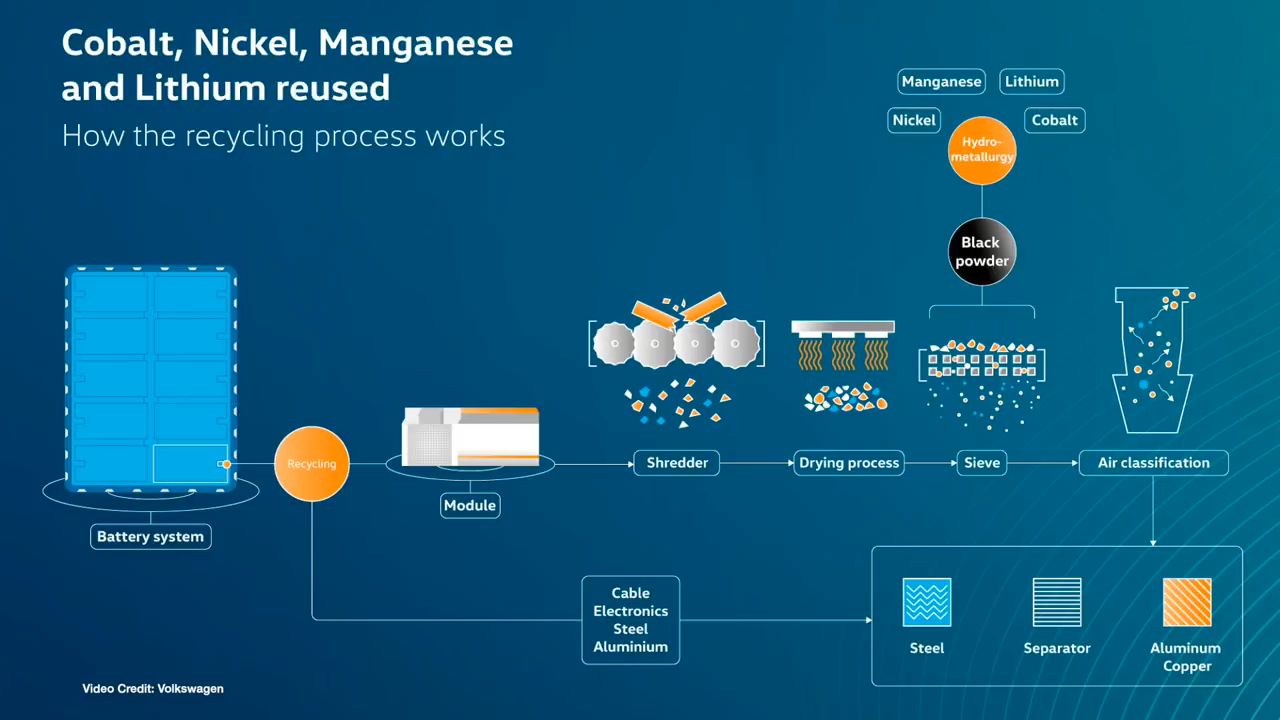 Cobalt, Nickel, Manganese
and Lithium reused
How the recycling process works
Manganese
Lithium
Nickel
Cobalt
Hydro-
metallurgy
Black
powder
Recycling
Module
Battery system
Shredder
Drying process
Sieve
Air classification
Cable
Electronics
Steel
Aluminium
Steel
Separator
Aluminum
Copper
Video Credit: Volkswagen